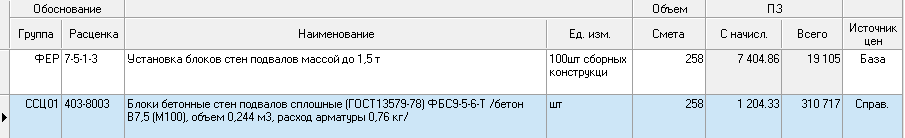 Обоснование Объем ПЗ
Группа Расценка Наименование Ед. изм. Смета С начисл. Всего Источник цен
ФЕР 7-5-1-3 Установка блоков стен подвалов массой до 1,5 т 100шт сборных 258 7 404.86 19 105 База
конструкци
ССЦ01 403-8003 Блоки бетонные стен подвалов сплошные (ГОСТ13579-78) ФБС9-5-6-Т /бетон шт 258 1 204.33 310 717 Справ.
В7,5 (М100), объем 0,244 м3, расход арматуры 0,76 кг/